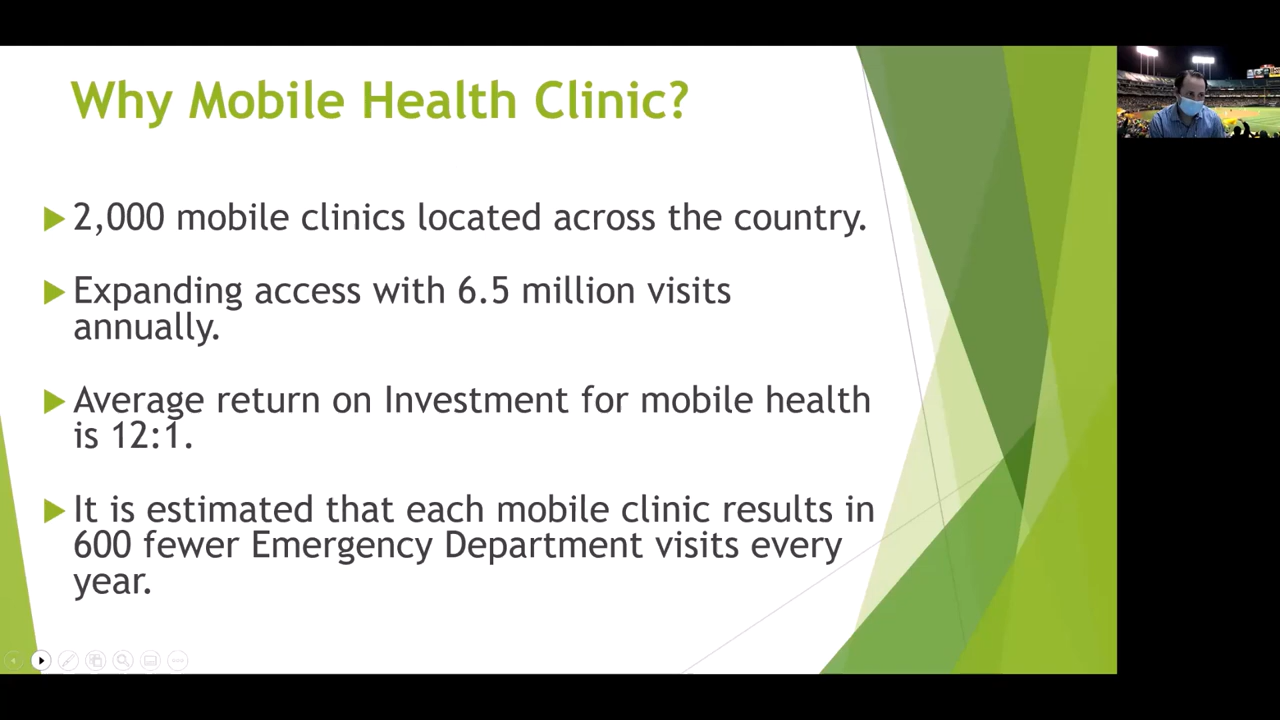 Why Mobile Health Clinic?
2,000 mobile clinics located across the country.
Expanding access with 6.5 million visits
annually.
Average return on Investment for mobile health
is 12:1.
It is estimated that each mobile clinic results in
600 fewer Emergency Department visits every
year.